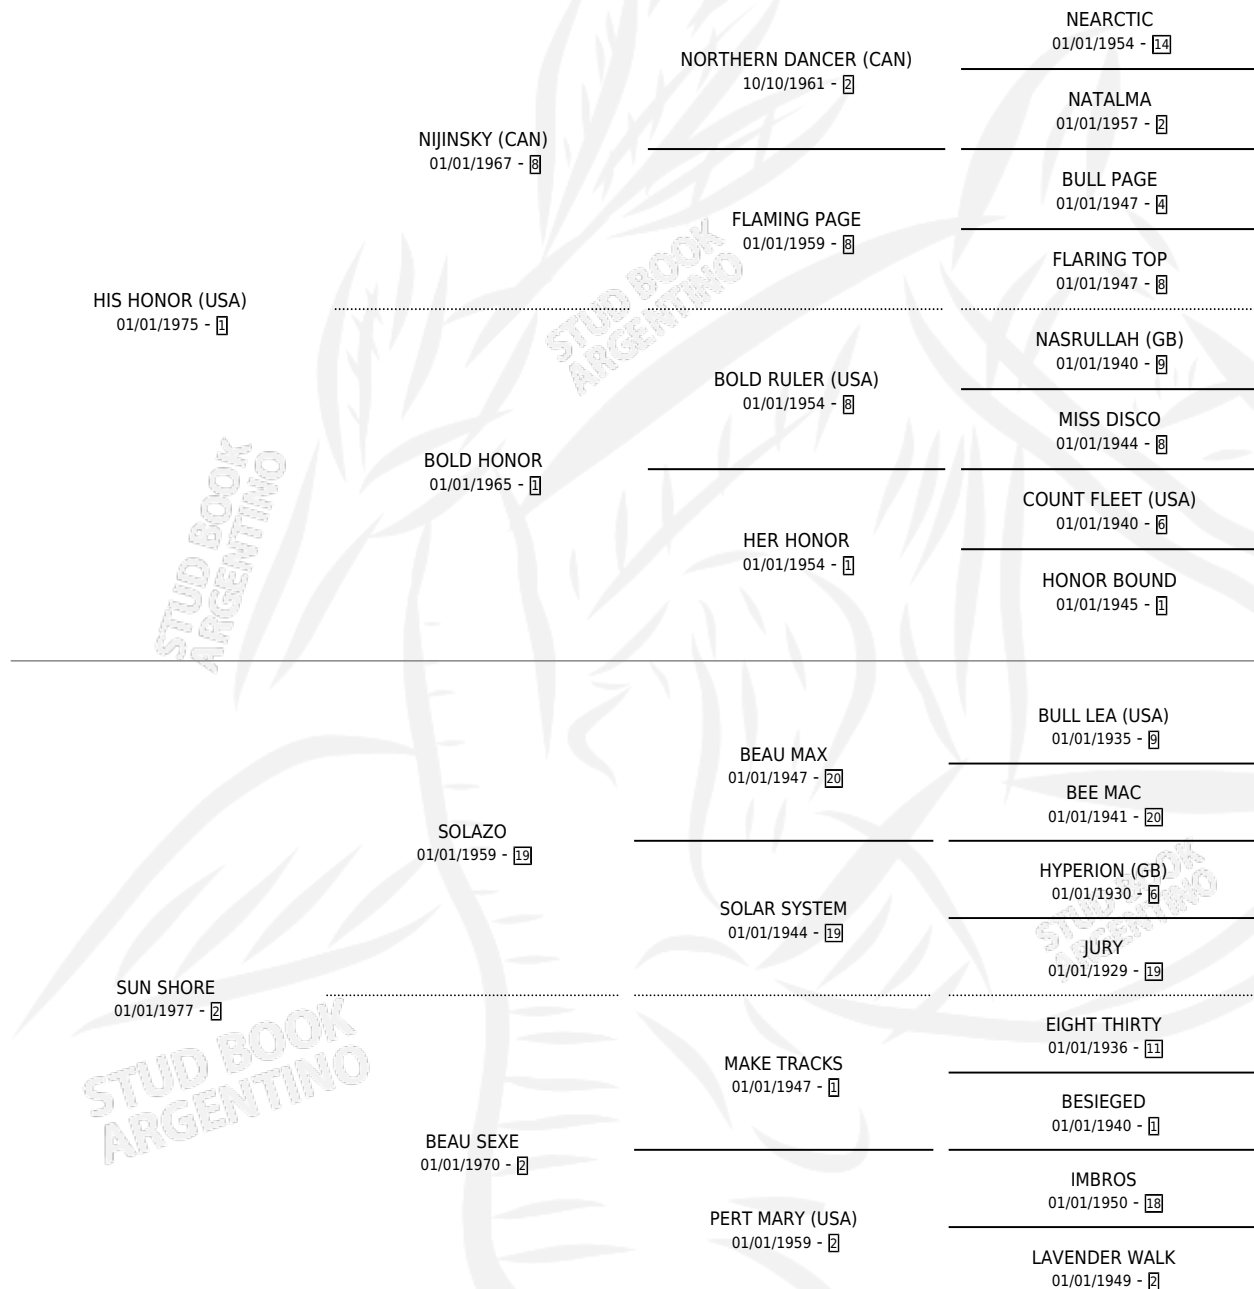 NEARCTIC
01/01/1954 - 14
NORTHERN DANCER (CAN)
10/10/1961 - 2
NATALMA
01/01/1957 - 2
NIJINSKY (CAN)
01/01/1967 - 8
BULL PAGE
01/01/1947 - 4
FLAMING PAGE
01/01/1959 - 8
FLARING TOP
01/01/1947 - 8
HIS HONOR (USA)
01/01/1975 - 1
NASRULLAH (GB)
01/01/1940 - 9
BOLD RULER (USA)
01/01/1954 - 8
MISS DISCO
01/01/1944 - 8
BOLD HONOR
01/01/1965 - 1
COUNT FLEET (USA)
01/01/1940 - 6
HER HONOR
01/01/1954 - 1
HONOR BOUND
01/01/1945 - 1
BULL LEA (USA)
01/01/1935 - 9
BEAU MAX
01/01/1947 - 20
BEE MAC
01/01/1941 - 20
SOLAZO
01/01/1959 - 19
HYPERION (GB)
01/01/1930 - 6
SOLAR SYSTEM
01/01/1944 - 19
JURY
01/01/1929 - 19
SUN SHORE
01/01/1977 - 2
EIGHT THIRTY
01/01/1936 - 11
MAKE TRACKS
01/01/1947 - 1
BESIEGED
01/01/1940 - 1
BEAU SEXE
01/01/1970 - 2
IMBROS
01/01/1950 - 18
PERT MARY (USA)
01/01/1959 - 2
LAVENDER WALK
01/01/1949 - 2
STUD BOOK
ARGENTINO
STUD BOOK
ARGENTINO
STUD BOOK
ARGENTINO
STUD BOOK
ARGENTINO